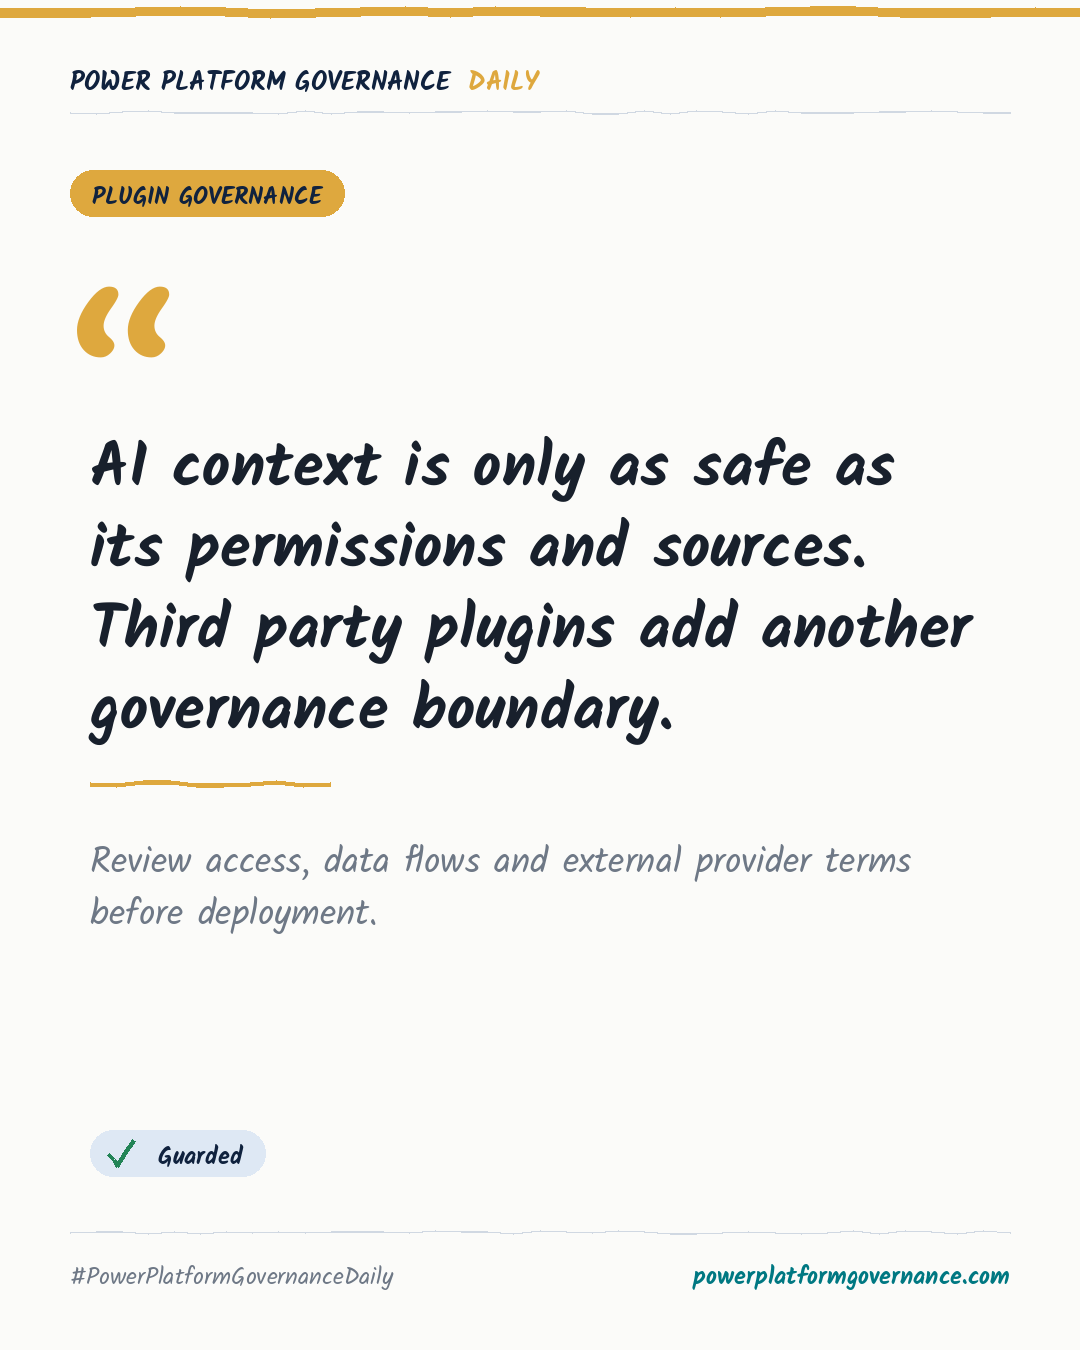 POWER PLATFORM GOVERNANCE DAILY
PLUGIN GOVERNANCE
“
AI context is only as safe as
its permissions and sources.
Third party plugins add another
governance boundary.
Review access, data flows and external provider terms
before deployment.
Guarded
#PowerPlatformGovernanceDaily
powerplatformgovernance.com